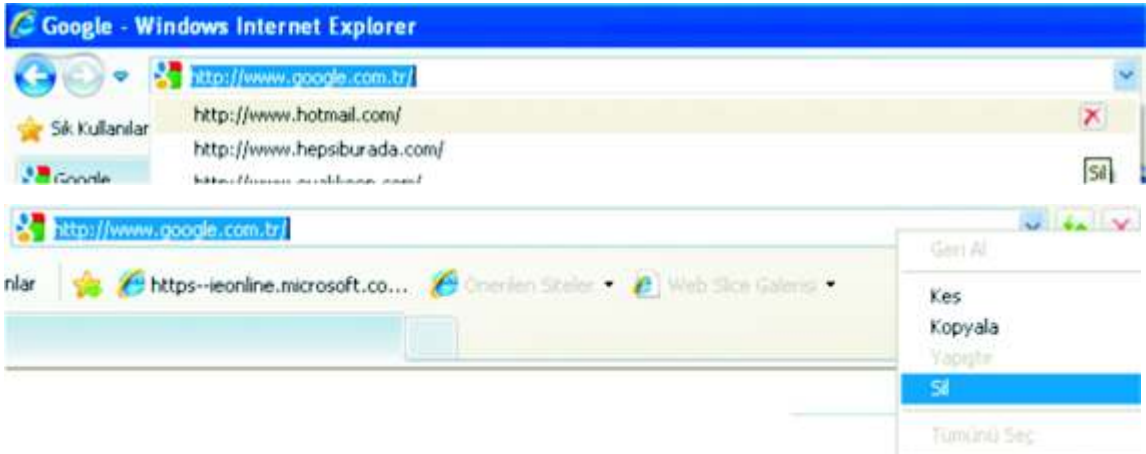 Google - Windows Internet Explorer
http://www.google.com.tr/
http://www.hotmail.com/
Sık Kullanılar
http://www.hepsiburada.com/
Google
Sil
http://www.google.com.tr/
Geri Al
nlar https--ieonline.microsoft.co... Önerilen Siteler Web Slice Galerisi
Kes
Kopyala
Yapıştır
Sil
Tümünü Seç